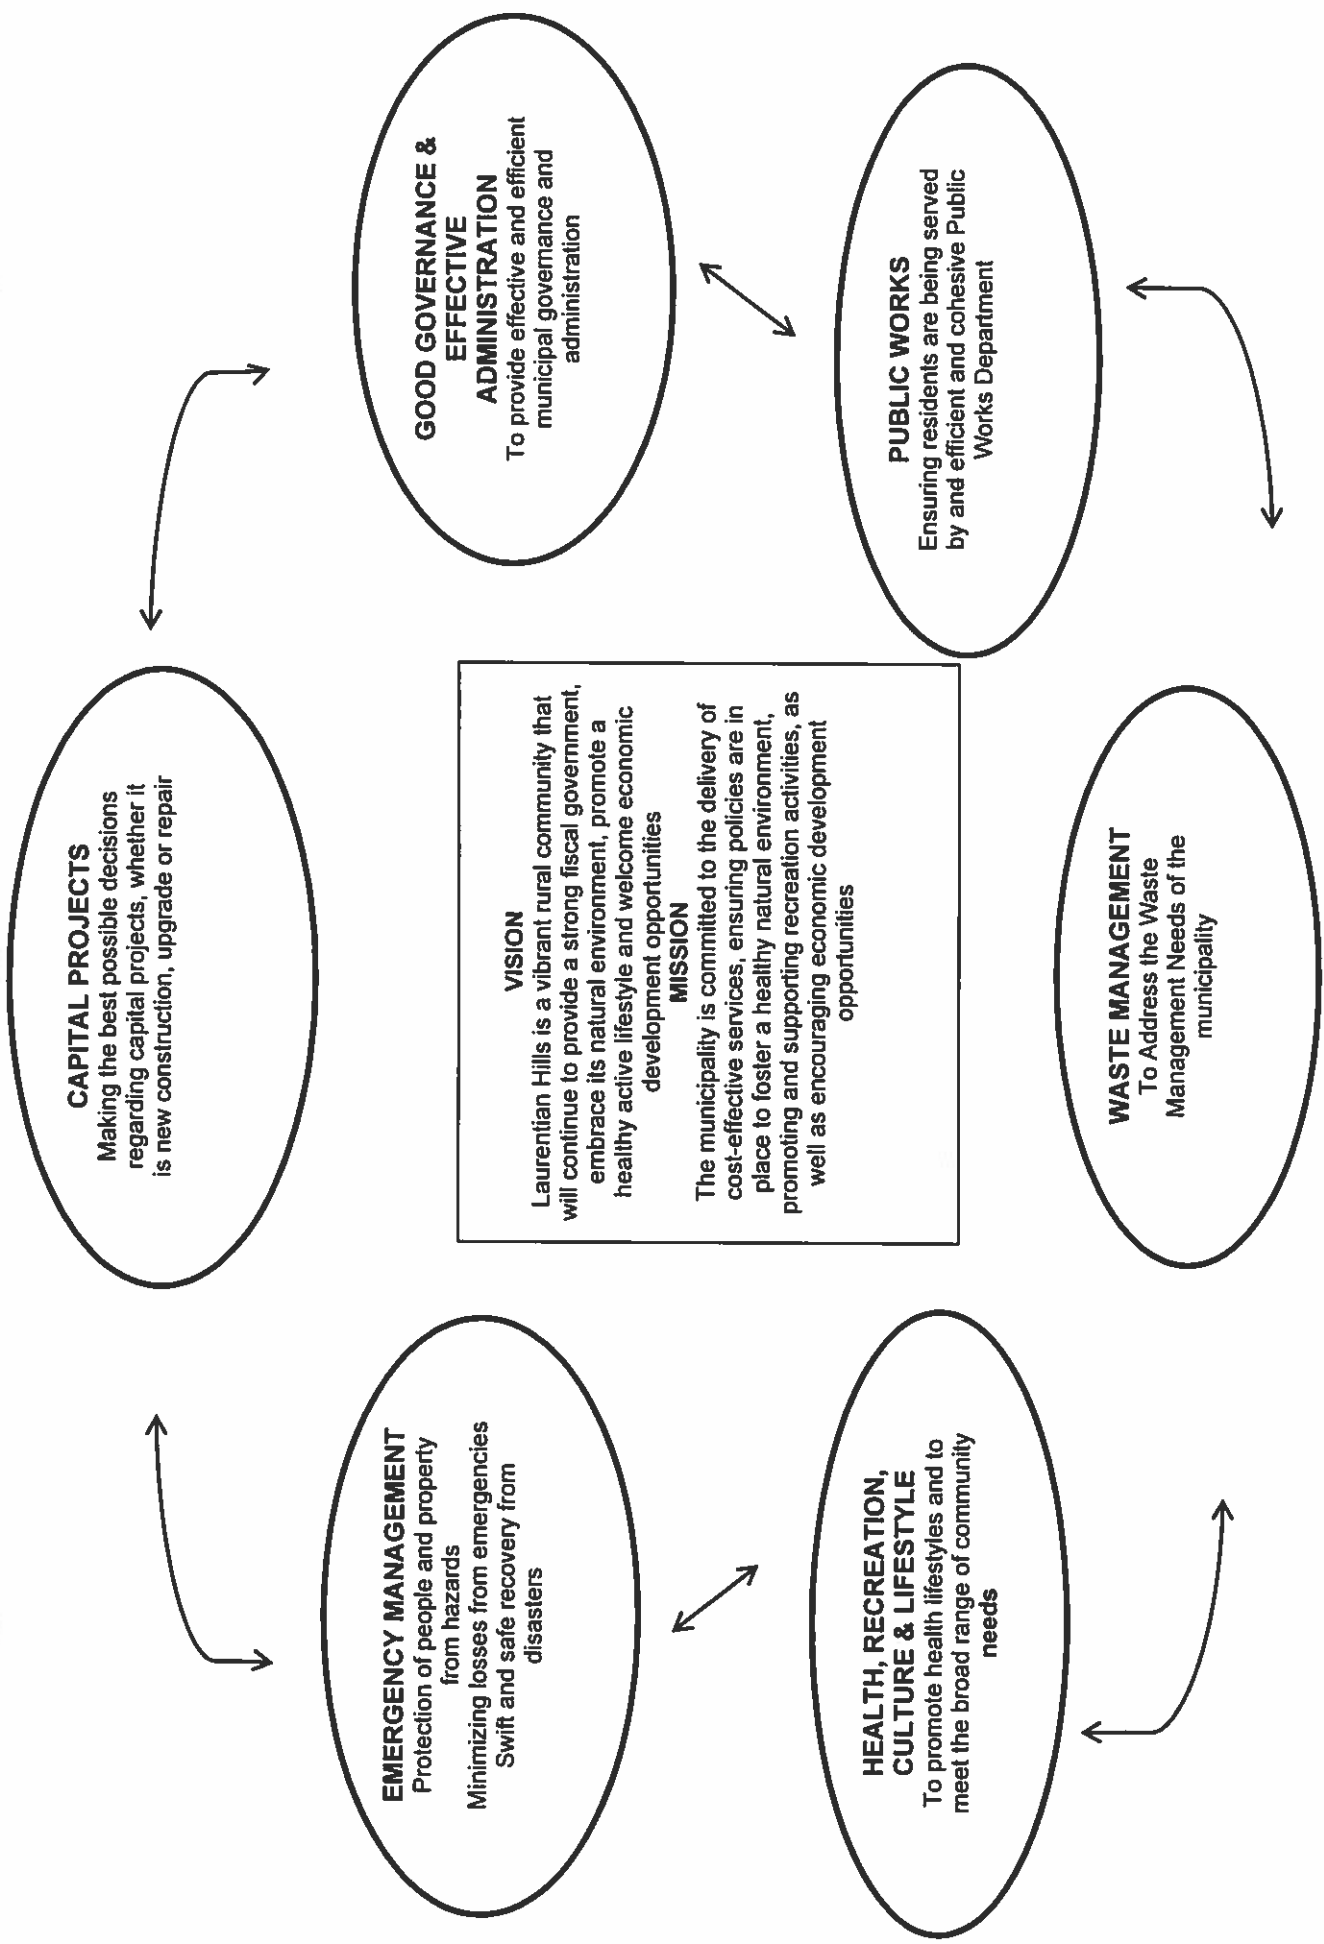 CAPITAL PROJECTS
Making the best possible decisions
regarding capital projects, whether it
is new construction, upgrade or repair
EMERGENCY MANAGEMENT
Protection of people and property
from hazards
Minimizing losses from emergencies
Swift and safe recovery from
disasters
GOOD GOVERNANCE &
EFFECTIVE
ADMINISTRATION
To provide effective and efficient
municipal governance and
administration
VISION
Laurentian Hills is a vibrant rural community that
will continue to provide a strong fiscal government,
embrace its natural environment, promote a
healthy active lifestyle and welcome economic
development opportunities
MISSION
The municipality is committed to the delivery of
cost-effective services, ensuring policies are in
place to foster a healthy natural environment,
promoting and supporting recreation activities, as
well as encouraging economic development
opportunities
HEALTH, RECREATION,
CULTURE & LIFESTYLE
To promote health lifestyles and to
meet the broad range of community
needs
PUBLIC WORKS
Ensuring residents are being served
by and efficient and cohesive Public
Works Department
WASTE MANAGEMENT
To Address the Waste
Management Needs of the
municipality